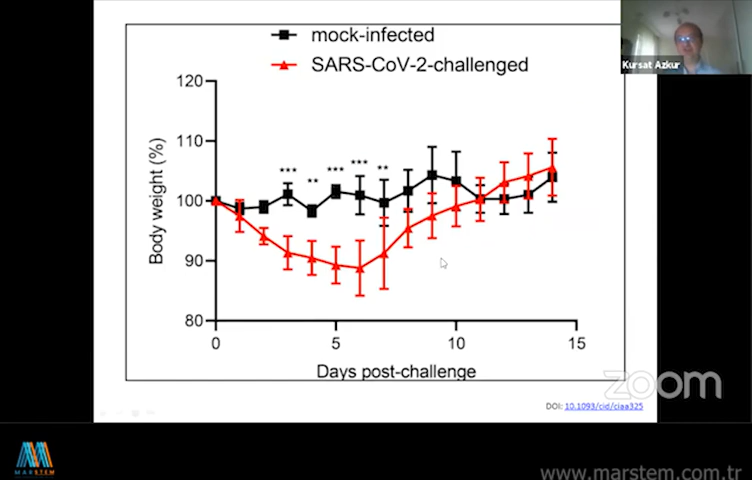 mock-infected
SARS-CoV-2-challenged
Kursat Azkur
120
110
100
90
80
Body weight (%)
***
**
***
***
**
0
5
10
15
Days post-challenge
zoom
DOI: 10.1093/cid/ciaa325
MARSTEM
www.marstem.com.tr